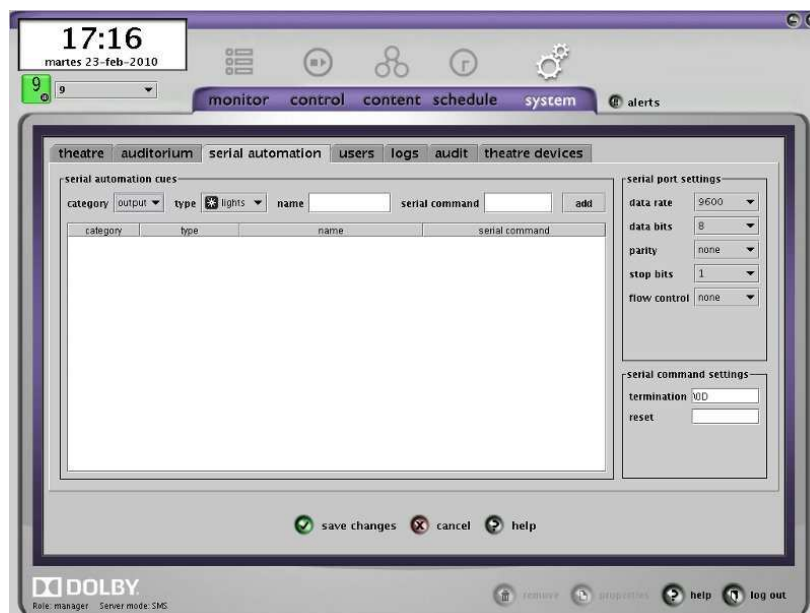 17:16
martes 23-feb-2010
9 9
monitor control content schedule system alerts
theatre auditorium serial automation users logs audit theatre devices
serial automation cues
category output type lights name serial command add
category type name serial command
serial port settings
data rate 9600
data bits 8
parity none
stop bits 1
flow control none
serial command settings
termination \0D
reset
save changes cancel help
DOLBY
remove properties help log out
Role: manager Server mode: SMS